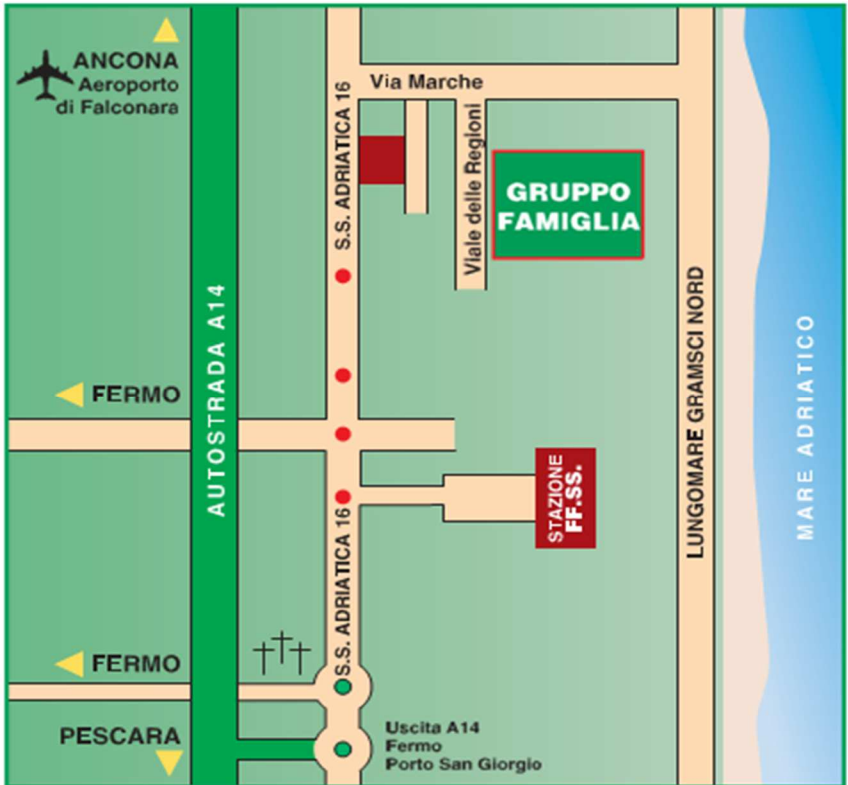 ANCONA
Aeroporto
di Falconara
Via Marche
S.S. ADRIATICA 16
Viale delle Regioni
GRUPPO
FAMIGLIA
AUTOSTRADA A14
LUNGOMARE GRAMSCI NORD
MARE ADRIATICO
FERMO
STAZIONE
FF.SS.
S.S. ADRIATICA 16
FERMO
PESCARA
Uscita A14
Fermo
Porto San Giorgio